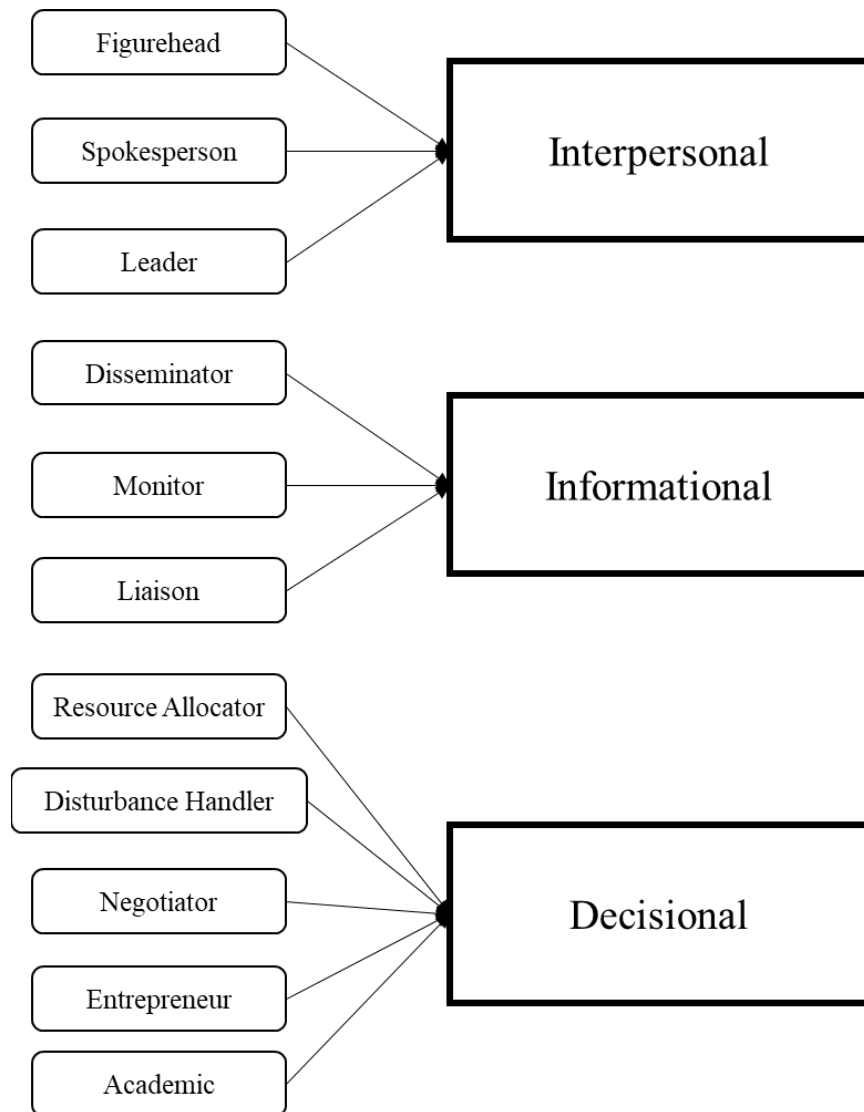 Figurehead
Spokesperson
Leader
Interpersonal
Disseminator
Monitor
Liaison
Informational
Resource Allocator
Disturbance Handler
Negotiator
Entrepreneur
Academic
Decisional